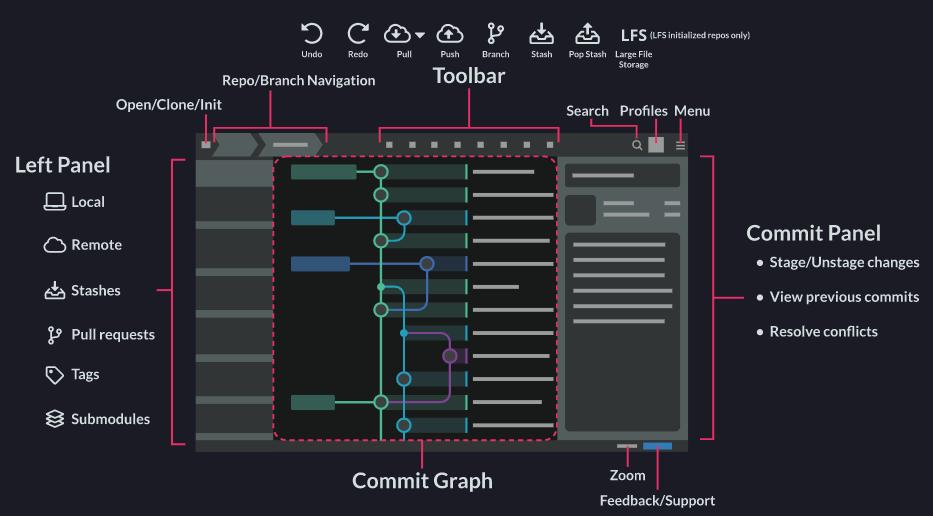 Undo
Redo
Pull
Push
Branch
Stash
Pop Stash
LFS (LFS initialized repos only)
Large File
Storage
Toolbar
Repo/Branch Navigation
Open/Clone/Init
Search
Profiles
Menu
Left Panel
Local
Remote
Stashes
Pull requests
Tags
Submodules
Commit Panel
Stage/Unstage changes
View previous commits
Resolve conflicts
Commit Graph
Zoom
Feedback/Support